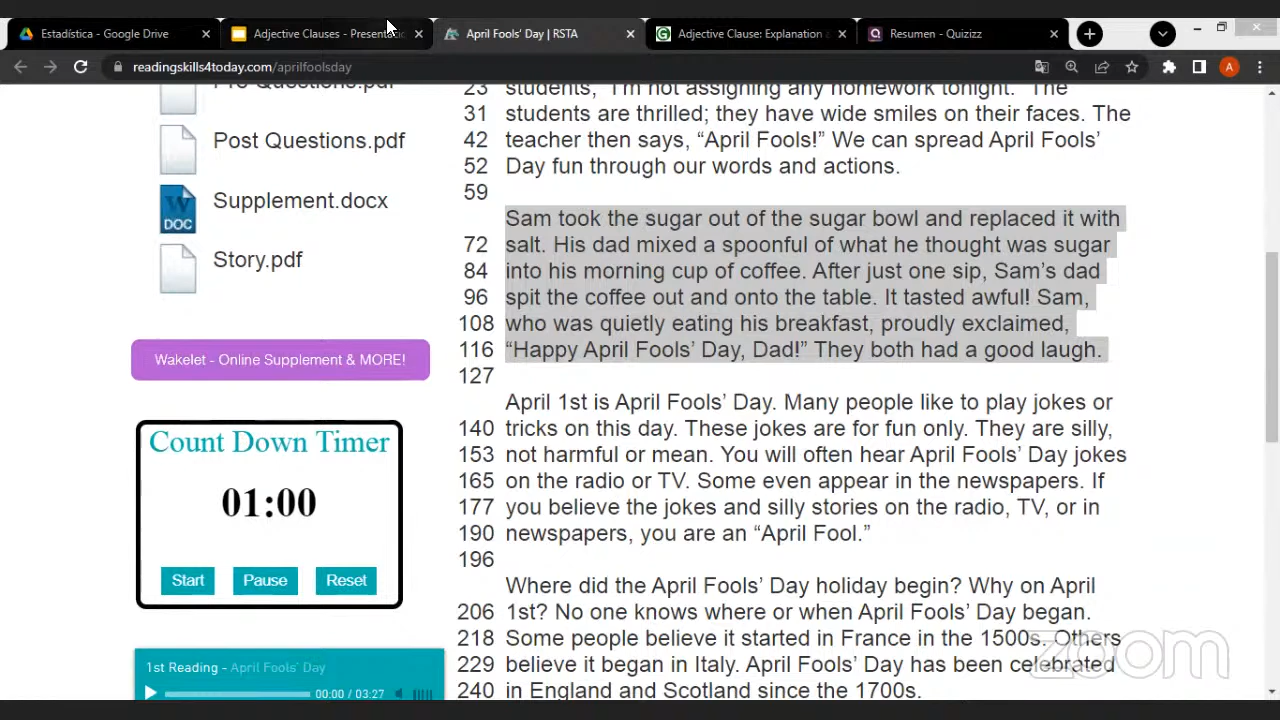 Estadística - Google Drive
Adjective Clauses - Presentac
April Fools' Day | RSTA
Adjective Clause: Explanation a
Resumen - Quizizz
readingskills4today.com/aprilfoolsday
A
Pre Questions.pdf
Post Questions.pdf
DOC
Supplement.docx
Story.pdf
Wakelet - Online Supplement & MORE!
Count Down Timer
01:00
Start
Pause
Reset
1st Reading - April Fools' Day
00:00 / 03:27
23 students, "I'm not assigning any homework tonight." The
31 students are thrilled; they have wide smiles on their faces. The
42 teacher then says, “April Fools!” We can spread April Fools’
52 Day fun through our words and actions.
59
Sam took the sugar out of the sugar bowl and replaced it with
72 salt. His dad mixed a spoonful of what he thought was sugar
84 into his morning cup of coffee. After just one sip, Sam’s dad
96 spit the coffee out and onto the table. It tasted awful! Sam,
108 who was quietly eating his breakfast, proudly exclaimed,
116 “Happy April Fools’ Day, Dad!” They both had a good laugh.
127
April 1st is April Fools’ Day. Many people like to play jokes or
140 tricks on this day. These jokes are for fun only. They are silly,
153 not harmful or mean. You will often hear April Fools’ Day jokes
165 on the radio or TV. Some even appear in the newspapers. If
177 you believe the jokes and silly stories on the radio, TV, or in
190 newspapers, you are an “April Fool.”
196
Where did the April Fools’ Day holiday begin? Why on April
206 1st? No one knows where or when April Fools’ Day began.
218 Some people believe it started in France in the 1500s. Others
229 believe it began in Italy. April Fools’ Day has been celebrated
240 in England and Scotland since the 1700s.
zoom